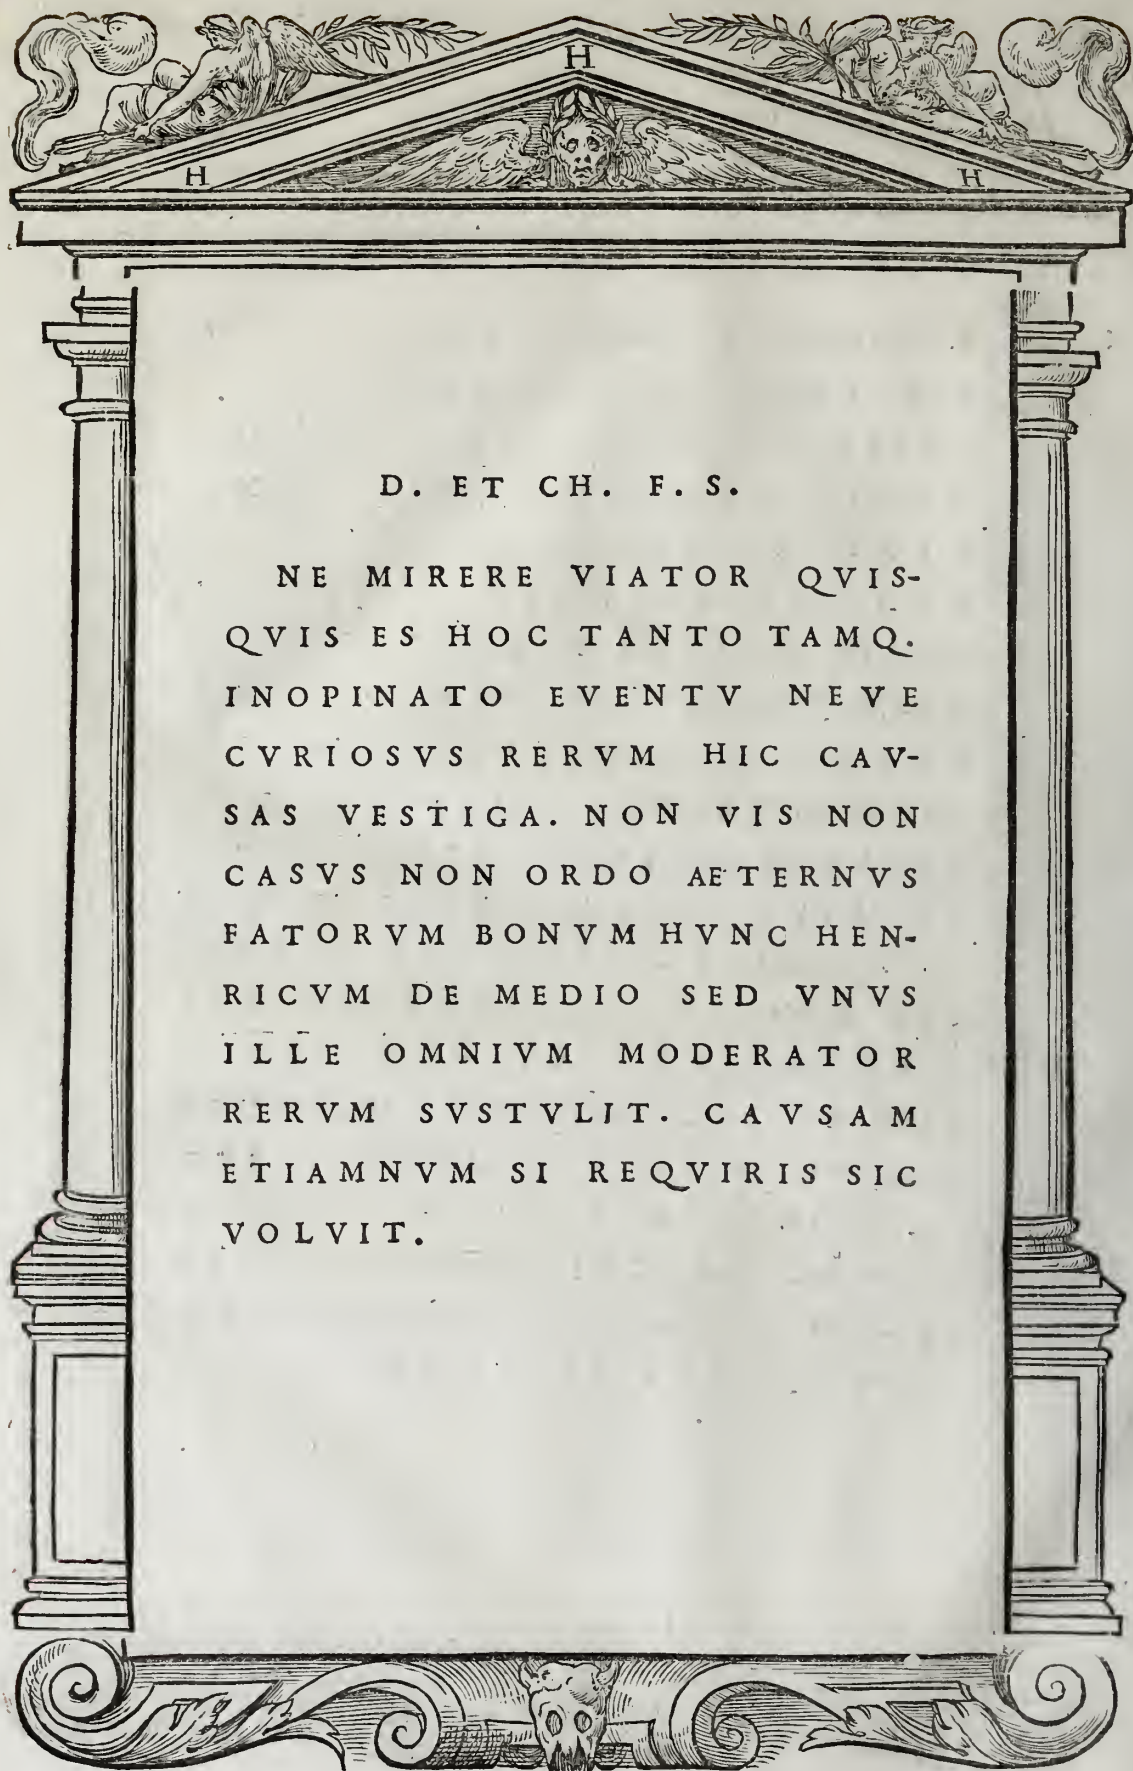 H
H H
D. ET CH. F. S.
NE MIRERE VIATOR QVIS-
QVIS ES HOC TANTO TAMQ.
INOPINATO EVENTV NEVE
CVRIOSVS RERVM HIC CAV-
SAS VESTIGA. NON VIS NON
CASVS NON ORDO AETERNVS
FATORVM BONVM HVNC HEN-
RICVM DE MEDIO SED VNVS
ILLE OMNIVM MODERATOR
RERVM SVSTVLIT. CAVSAM
ETIAMNVM SI REQVIRIS SIC
VOLVIT.